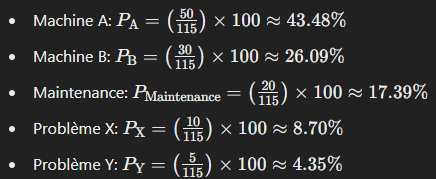 • Machine A: P_A = (50/115) × 100 ≈ 43.48%
• Machine B: P_B = (30/115) × 100 ≈ 26.09%
• Maintenance: P_Maintenance = (20/115) × 100 ≈ 17.39%
• Problème X: P_X = (10/115) × 100 ≈ 8.70%
• Problème Y: P_Y = (5/115) × 100 ≈ 4.35%